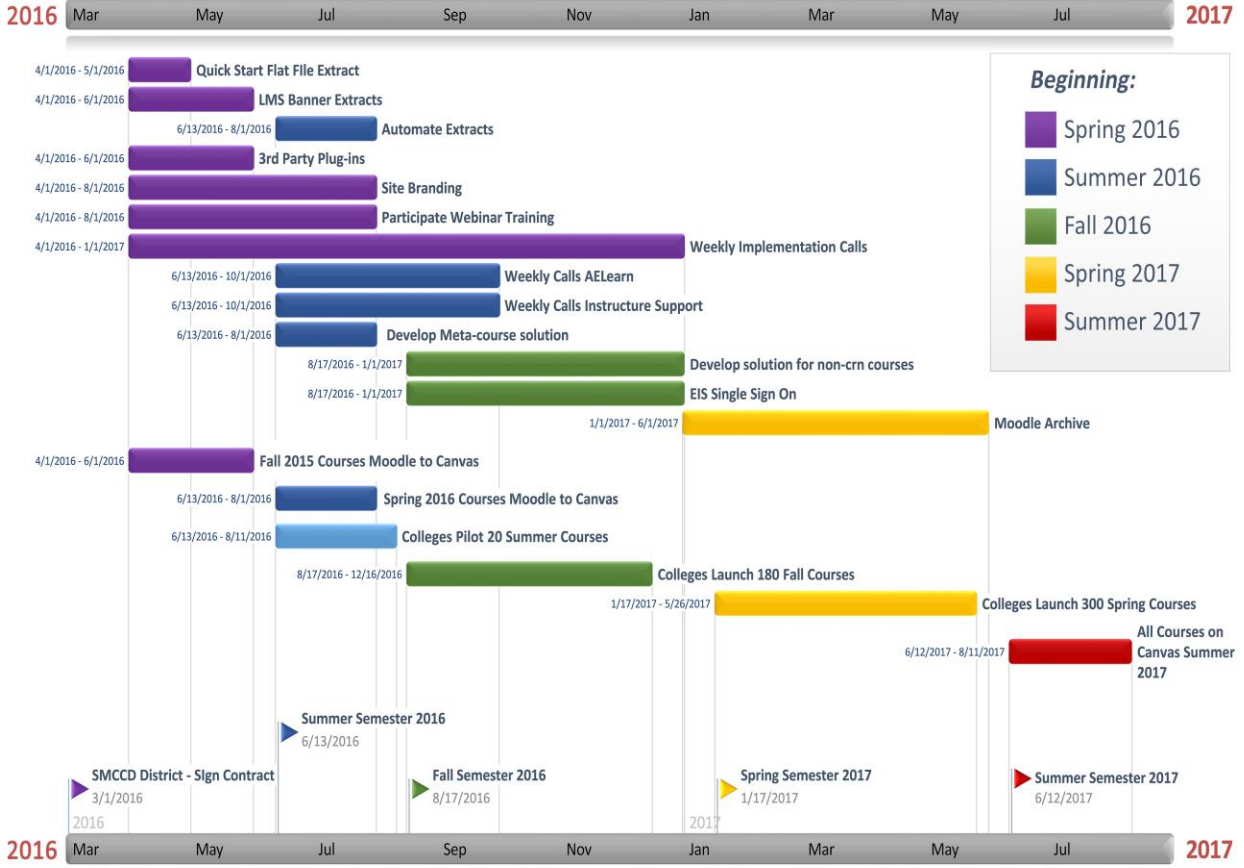 2016 Mar May Jul Sep Nov Jan Mar May Jul 2017
Beginning:
Spring 2016
Summer 2016
Fall 2016
Spring 2017
Summer 2017
4/1/2016 - 5/1/2016 Quick Start Flat FIle Extract
4/1/2016 - 6/1/2016 LMS Banner Extracts
6/13/2016 - 8/1/2016 Automate Extracts
4/1/2016 - 6/1/2016 3rd Party Plug-ins
4/1/2016 - 8/1/2016 Site Branding
4/1/2016 - 8/1/2016 Participate Webinar Training
4/1/2016 - 1/1/2017 Weekly Implementation Calls
6/13/2016 - 10/1/2016 Weekly Calls AELearn
6/13/2016 - 10/1/2016 Weekly Calls Instructure Support
6/13/2016 - 8/1/2016 Develop Meta-course solution
8/17/2016 - 1/1/2017 Develop solution for non-crn courses
8/17/2016 - 1/1/2017 EIS Single Sign On
1/1/2017 - 6/1/2017 Moodle Archive
4/1/2016 - 6/1/2016 Fall 2015 Courses Moodle to Canvas
6/13/2016 - 8/1/2016 Spring 2016 Courses Moodle to Canvas
6/13/2016 - 8/11/2016 Colleges Pilot 20 Summer Courses
8/17/2016 - 12/16/2016 Colleges Launch 180 Fall Courses
1/17/2017 - 5/26/2017 Colleges Launch 300 Spring Courses
6/12/2017 - 8/11/2017 All Courses on
Canvas Summer
2017
Summer Semester 2016
6/13/2016
SMCCD District - SIgn Contract
3/1/2016
Fall Semester 2016
8/17/2016
Spring Semester 2017
1/17/2017
Summer Semester 2017
6/12/2017
2016 2017
2016 Mar May Jul Sep Nov Jan Mar May Jul 2017